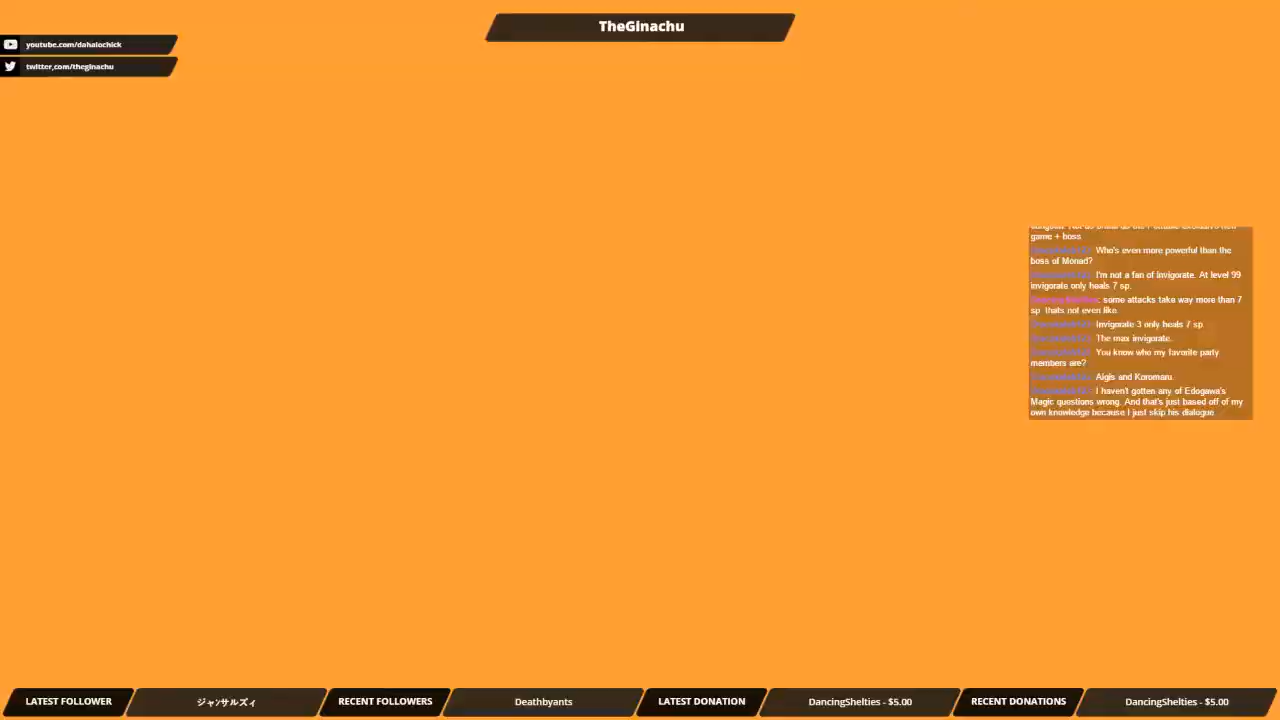 TheGinachu
youtube.com/dahalochick
twitter.com/theginachu
game + boss
Who's even more powerful than the
boss of Monad?
I'm not a fan of invigorate. At level 99
invigorate only heals 7 sp.
: some attacks take way more than 7
sp thats not even like.
Invigorate 3 only heals 7 sp
The max invigorate.
You know who my favorite party
members are?
Aigis and Koromaru.
I haven't gotten any of Edogawa's
Magic questions wrong. And that's just based off of my
own knowledge because I just skip his dialogue
LATEST FOLLOWER
ジャンサルズィ
RECENT FOLLOWERS
Deathbyants
LATEST DONATION
DancingShelties - $5.00
RECENT DONATIONS
DancingShelties - $5.00